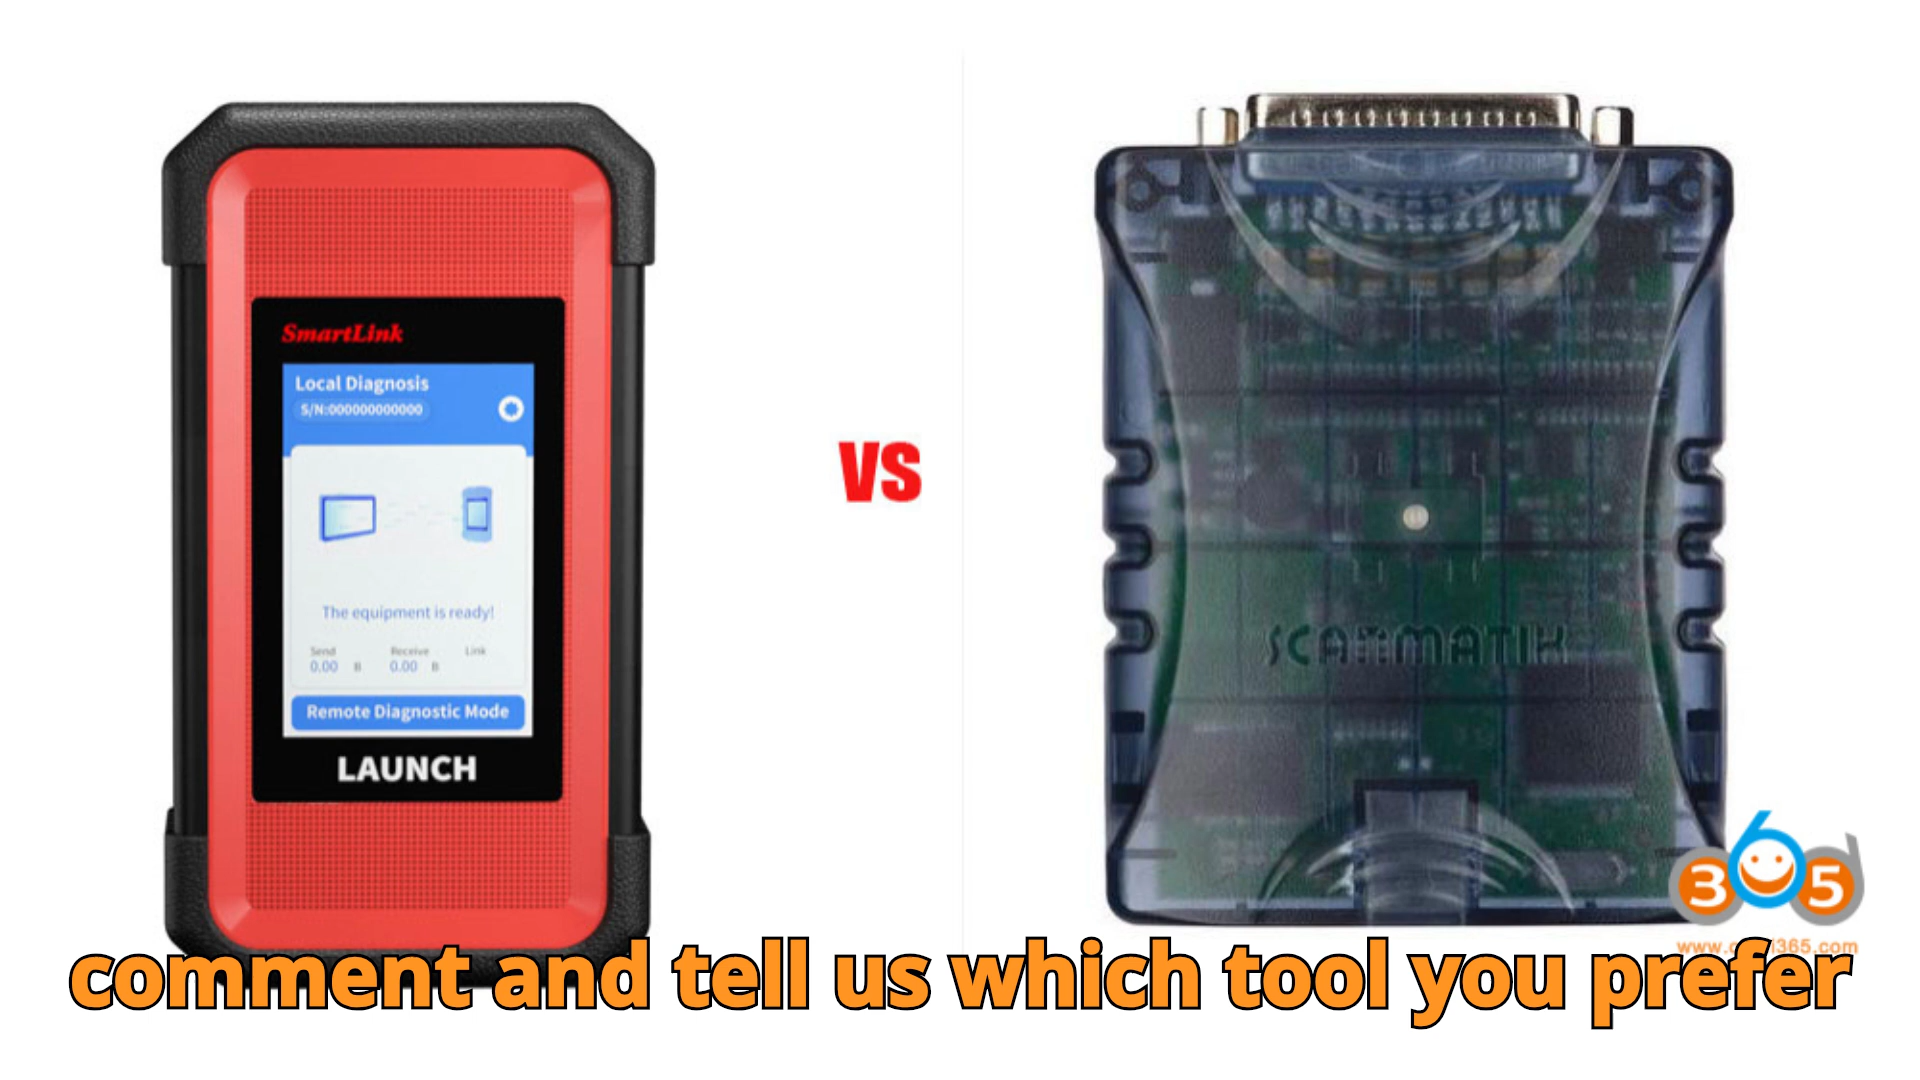 SmartLink
Local Diagnosis
S/N:000000000000
The equipment is ready!
Send Receive Link
0.00 B 0.00 B
Remote Diagnostic Mode
LAUNCH
VS
SCANMATIK
365
comment and tell us which tool you prefer